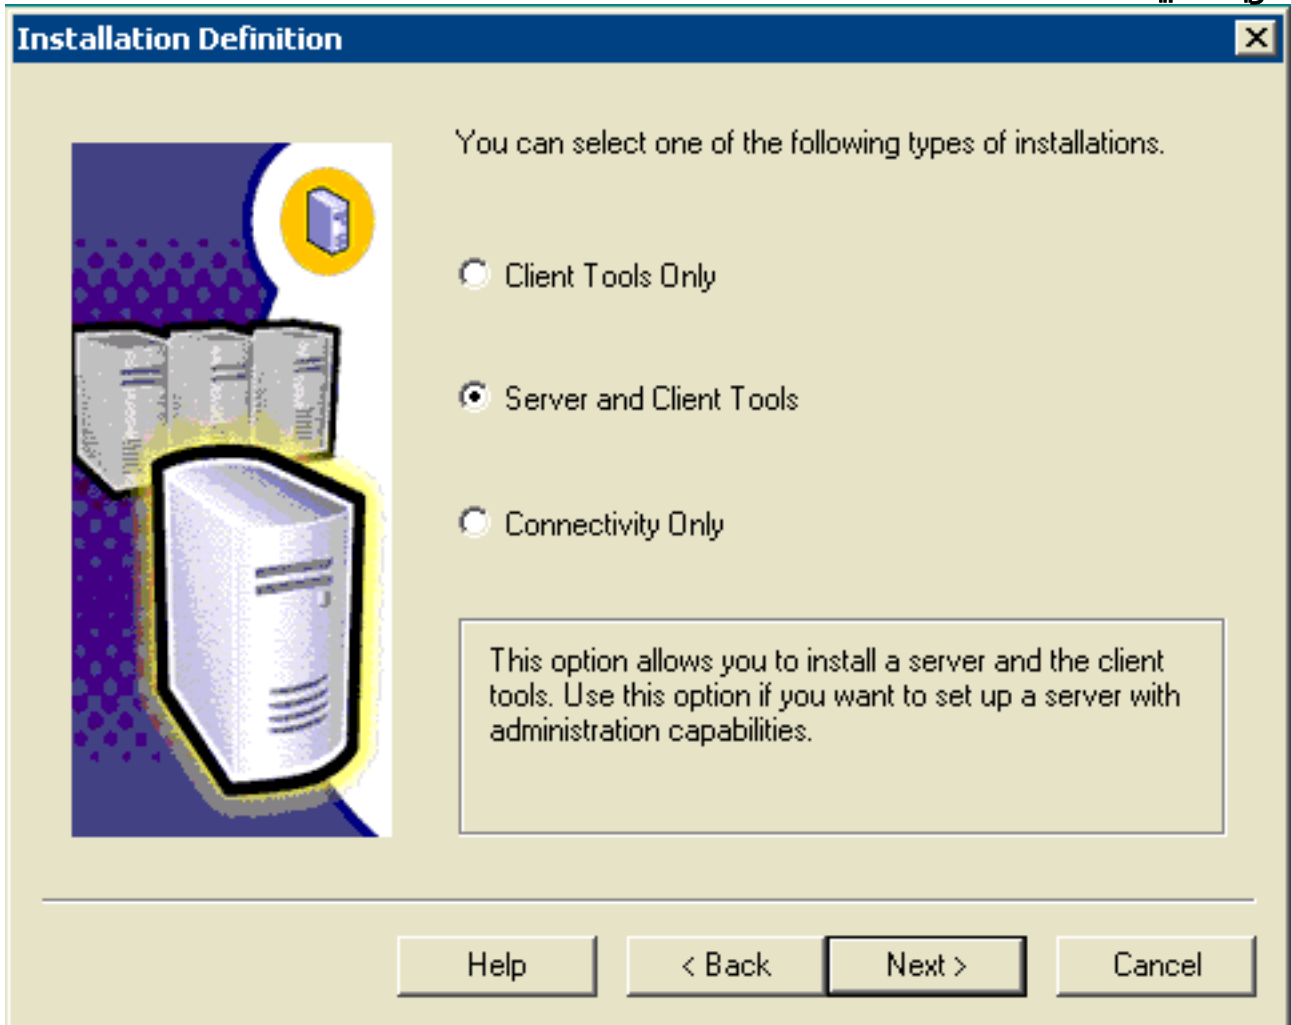 Installation Definition
You can select one of the following types of installations.
Client Tools Only
Server and Client Tools
Connectivity Only
This option allows you to install a server and the client
tools. Use this option if you want to set up a server with
administration capabilities.
Help
< Back
Next >
Cancel